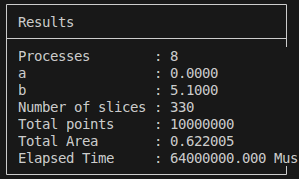 Results
Processes : 8
a : 0.0000
b : 5.1000
Number of slices : 330
Total points : 10000000
Total Area : 0.622005
Elapsed Time : 64000000.000 Mus